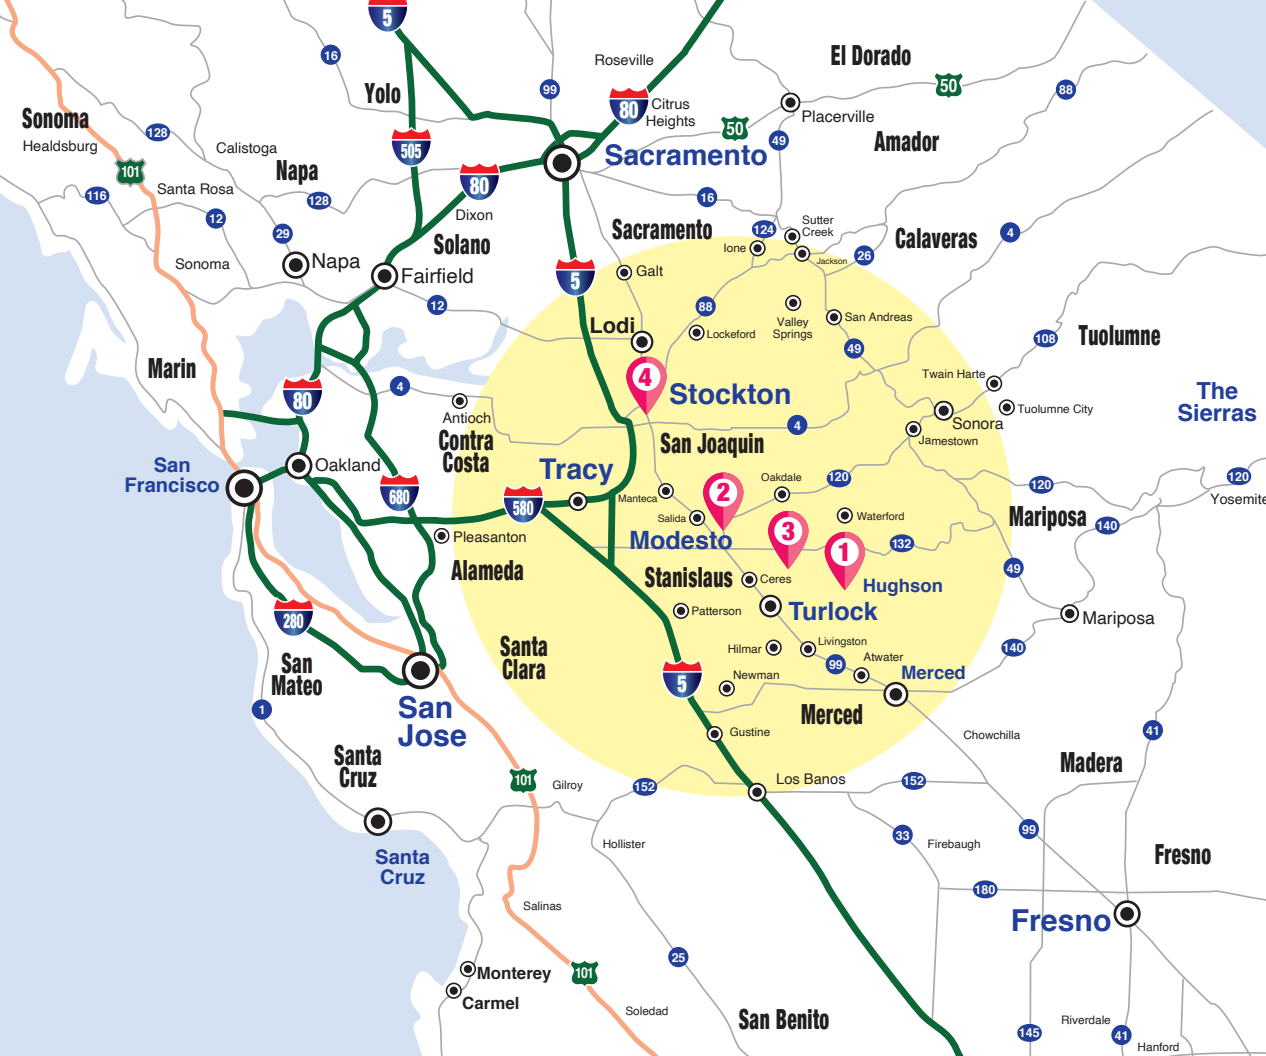 5
16
Roseville
El Dorado
50
99
88
Yolo
80
Citrus
Heights
Sonoma
128
50
Placerville
Healdsburg
Calistoga
505
49
Amador
101
Napa
Sacramento
116
Santa Rosa
128
80
16
12
Dixon
29
Solano
Sacramento
124
Sutter
Creek
Calaveras
4
Ione
26
Jackson
Sonoma
Napa
Fairfield
5
Galt
12
88
Valley
Springs
San Andreas
Lodi
Lockeford
49
108
Tuolumne
Marin
80
4
4
Stockton
Twain Harte
The
Sierras
Antioch
Tuolumne City
4
Sonora
Jamestown
Contra
Costa
San Joaquin
San
Francisco
Oakland
Tracy
Oakdale
120
120
120
Yosemite
680
580
Manteca
2
Salida
Waterford
Mariposa
140
Pleasanton
Modesto
3
1
132
Alameda
Stanislaus
Ceres
Hughson
49
280
Patterson
Turlock
Mariposa
Santa
Clara
Hilmar
Livingston
140
San
Mateo
99
Atwater
5
Newman
Merced
1
San
Jose
Merced
Gustine
Chowchilla
41
Santa
Cruz
Madera
101
Gilroy
152
Los Banos
152
33
99
Santa
Cruz
Hollister
Firebaugh
Fresno
180
Salinas
Fresno
25
Monterey
101
Carmel
Soledad
San Benito
Riverdale
145
41
Hanford